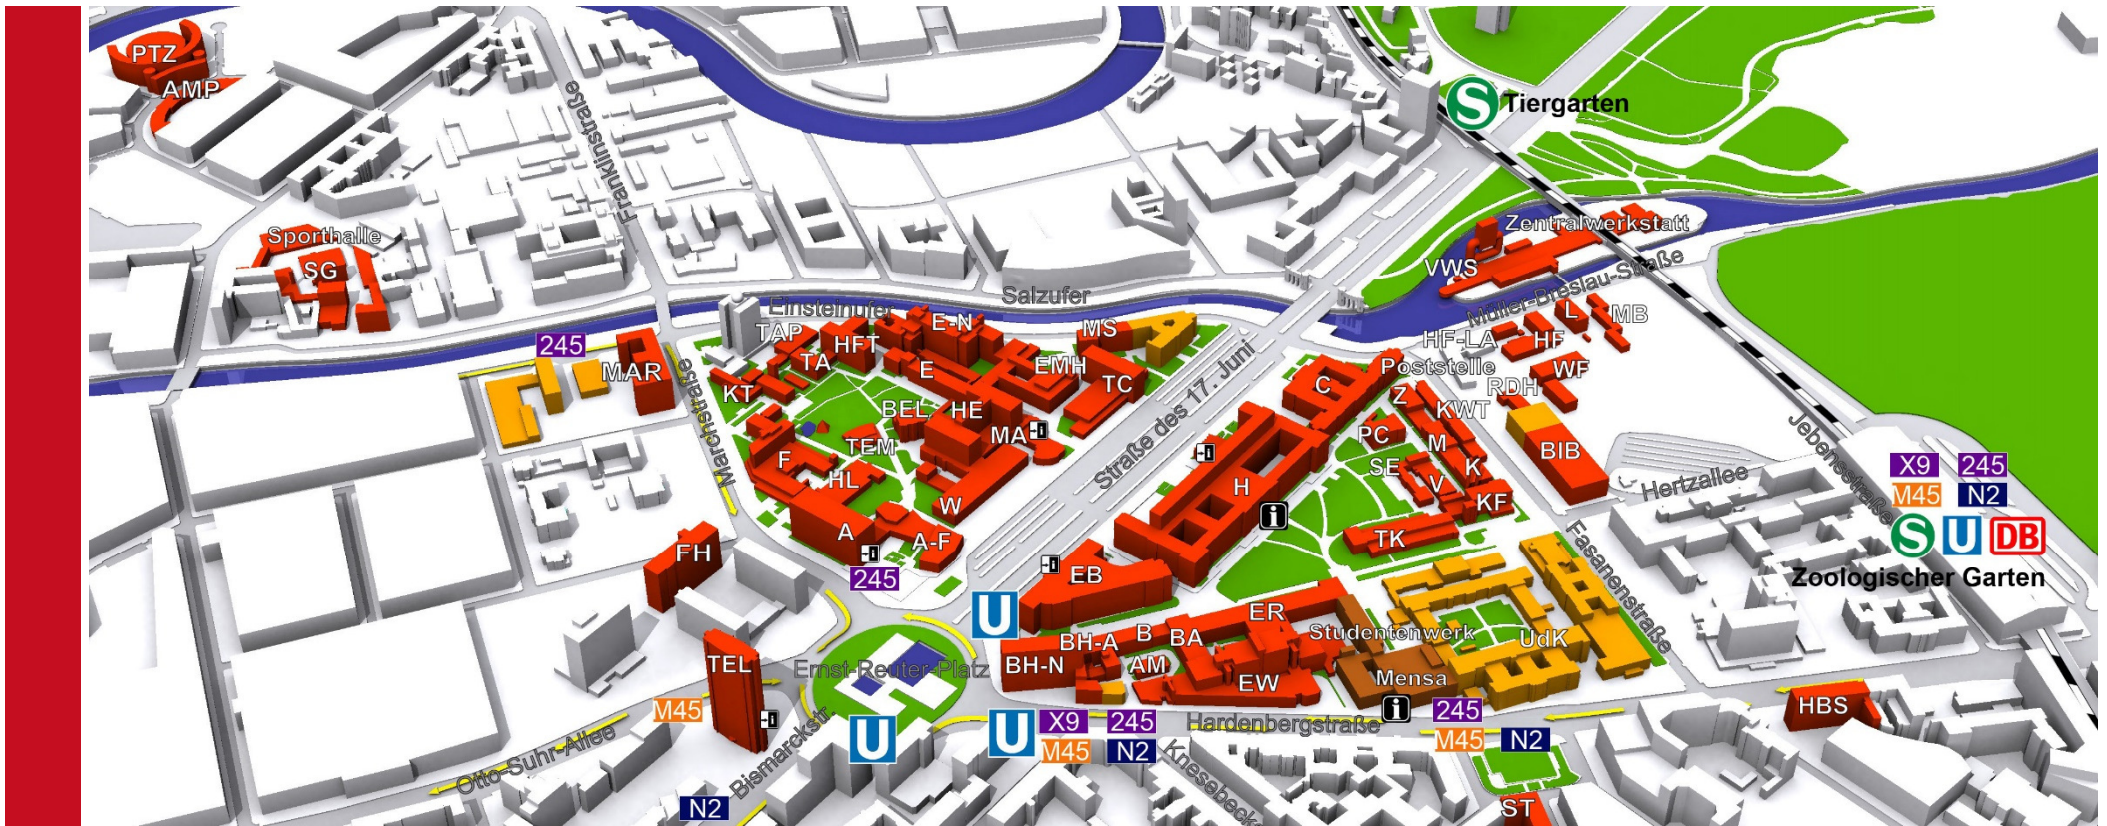 PTZ
AMP
Franklinstraße
S Tiergarten
Sporthalle
SG
Zentralwerkstatt
VWS
Müller-Breslau-Straße
Salzufer
Einsteinufer
TAP
E-N
MS
L
MB
HF-LA
HF
245
MAR
TA
HFT
E
EMH
TC
C
Poststelle
WF
RDH
KT
Marchstraße
BEL
HE
MA
i
Straße des 17. Juni
Z
KWT
PC
M
BIB
Jebensstraße
F
TEM
HL
i
SE
K
V
H
KF
Hertzallee
X9 245
M45 N2
S U DB
Zoologischer Garten
W
i
A
A-F
i
FH
245
TK
Fasanenstraße
i
EB
U
ER
B
BA
BH-A
BH-N
AM
EW
Studentenwerk
UdK
Mensa
TEL
Ernst-Reuter-Platz
HBS
M45
i
i
245
U
U
X9 245
M45 N2
Hardenbergstraße
M45 N2
Otto-Suhr-Allee
Bismarckstr.
Knesebeck
N2
ST